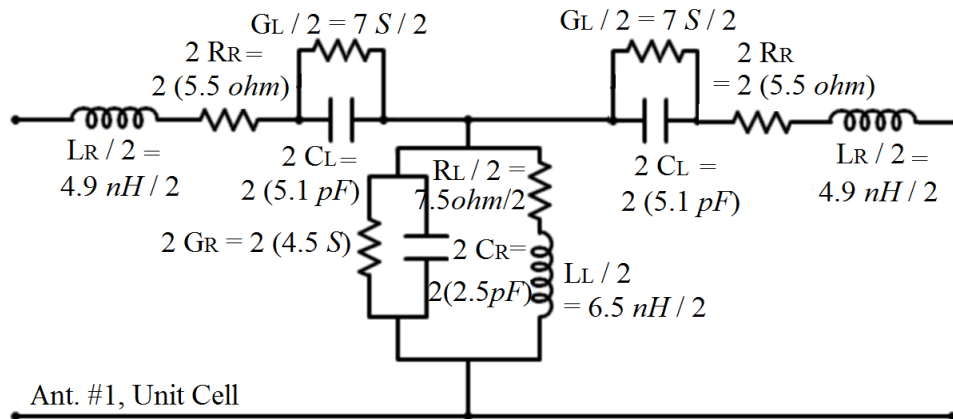 GL / 2 = 7 S / 2
2 RR =
2 (5.5 ohm)
LR / 2 =
4.9 nH / 2
2 CL =
2 (5.1 pF)
GL / 2 = 7 S / 2
2 RR
= 2 (5.5 ohm)
2 CL =
2 (5.1 pF)
LR / 2 =
4.9 nH / 2
RL / 2 =
7.5ohm/2
2 GR = 2 (4.5 S)
2 CR=
2(2.5pF)
LL / 2
= 6.5 nH / 2
Ant. #1, Unit Cell